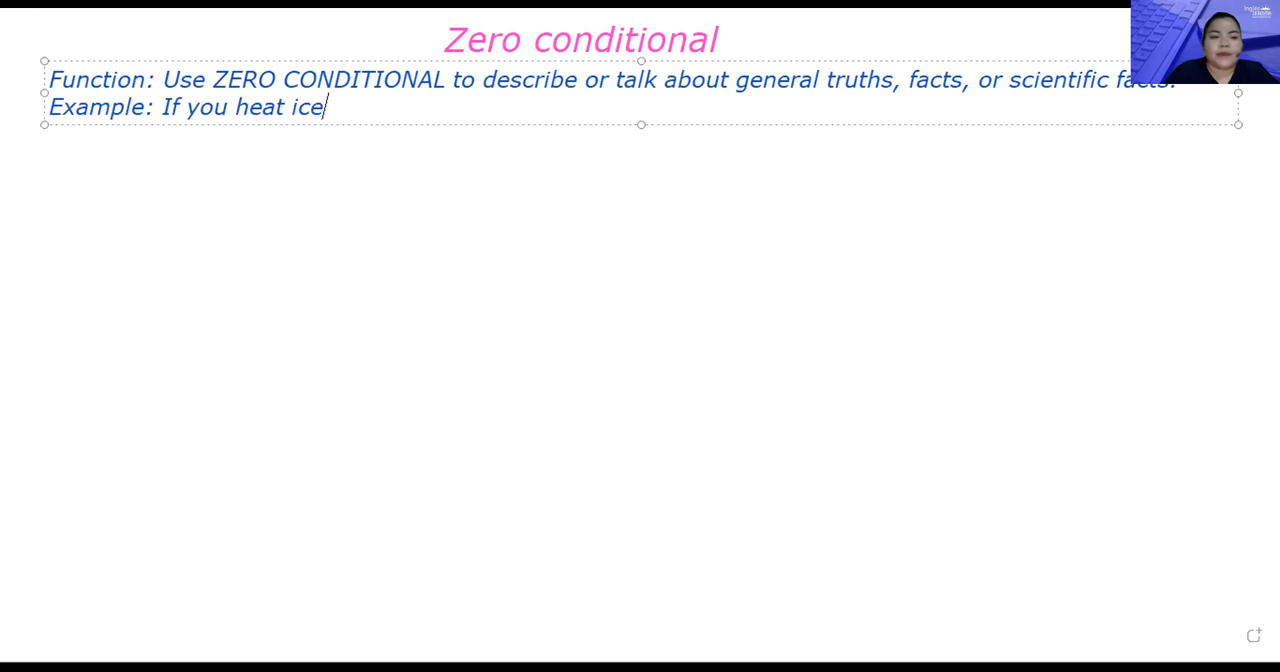 Zero conditional
Function: Use ZERO CONDITIONAL to describe or talk about general truths, facts, or scientific facts.
Example: If you heat ice